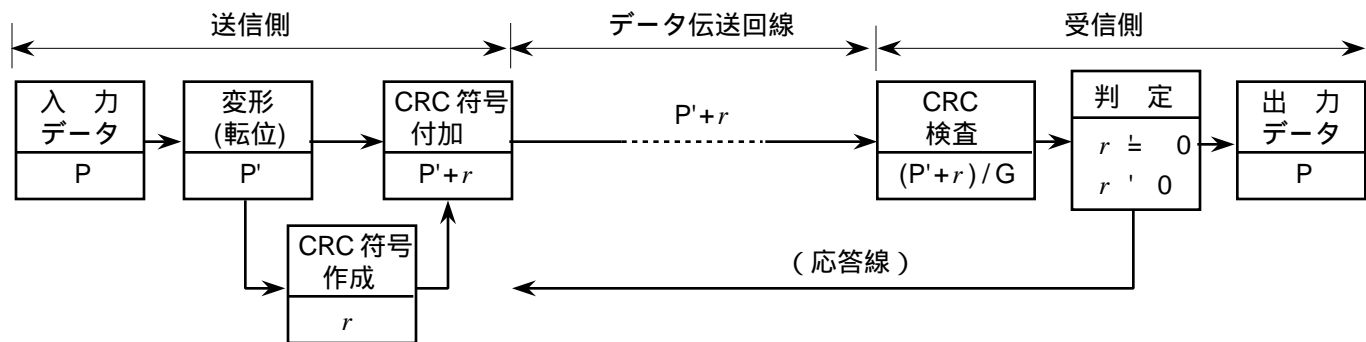 送信側
データ伝送回線
受信側
入 力
データ
P
変形
(転位)
P'
CRC 符号
付加
P'+r
P'+r
CRC
検査
(P'+r)/G
判 定
r'= 0
r ' 0
出 力
データ
P
CRC 符号
作成
r
(応答線)